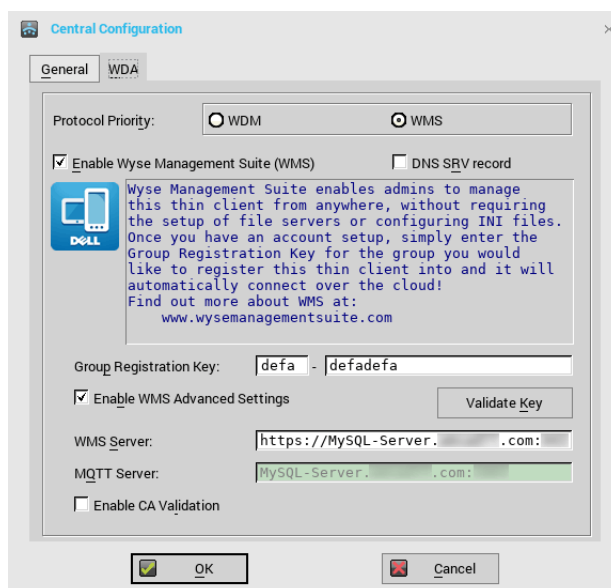 Central Configuration
General WDA
Protocol Priority: WDM WMS
Enable Wyse Management Suite (WMS) DNS SRV record
Wyse Management Suite enables admins to manage
this thin client from anywhere, without requiring
the setup of file servers or configuring INI files.
Once you have an account setup, simply enter the
Group Registration Key for the group you would
like to register this thin client into and it will
automatically connect over the cloud!
Find out more about WMS at:
www.wysemanagementsuite.com
DELL
Group Registration Key: defa - defadefa
Enable WMS Advanced Settings Validate Key
WMS Server: https://MySQL-Server. .com:
MQTT Server: MySQL-Server. .com:
Enable CA Validation
OK Cancel